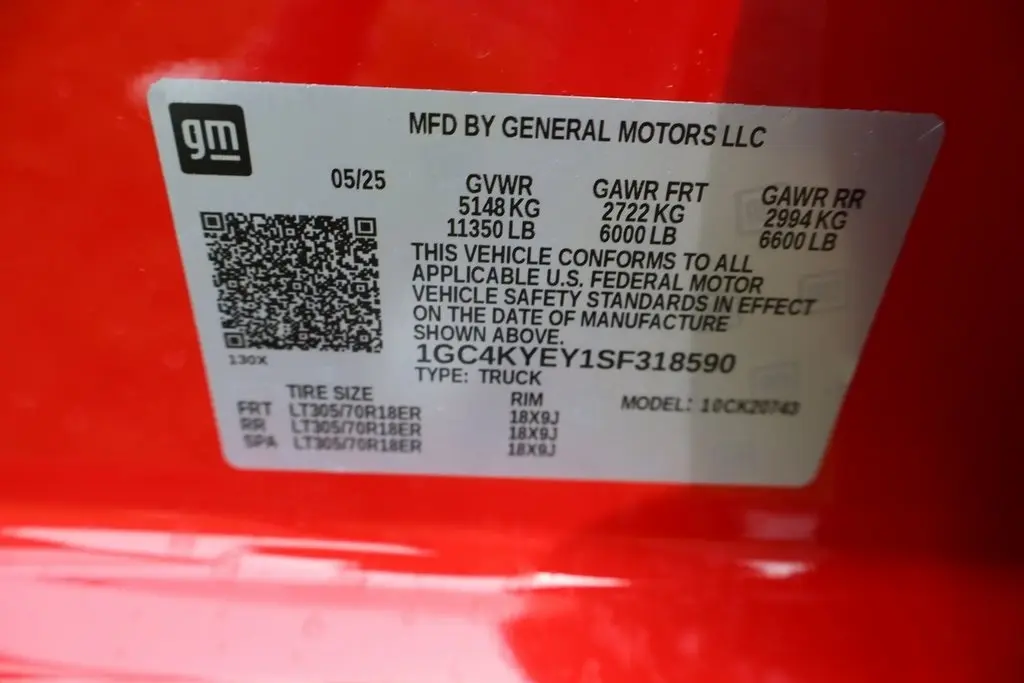 gm
MFD BY GENERAL MOTORS LLC
05/25 GVWR GAWR FRT GAWR RR
5148 KG 2722 KG 2994 KG
11350 LB 6000 LB 6600 LB
THIS VEHICLE CONFORMS TO ALL
APPLICABLE U.S. FEDERAL MOTOR
VEHICLE SAFETY STANDARDS IN EFFECT
ON THE DATE OF MANUFACTURE
SHOWN ABOVE.
130X
1GC4KYEY1SF318590
TYPE: TRUCK
TIRE SIZE RIM MODEL: 10CK20743
FRT LT305/70R18ER 18X9J
RR LT305/70R18ER 18X9J
SPA LT305/70R18ER 18X9J